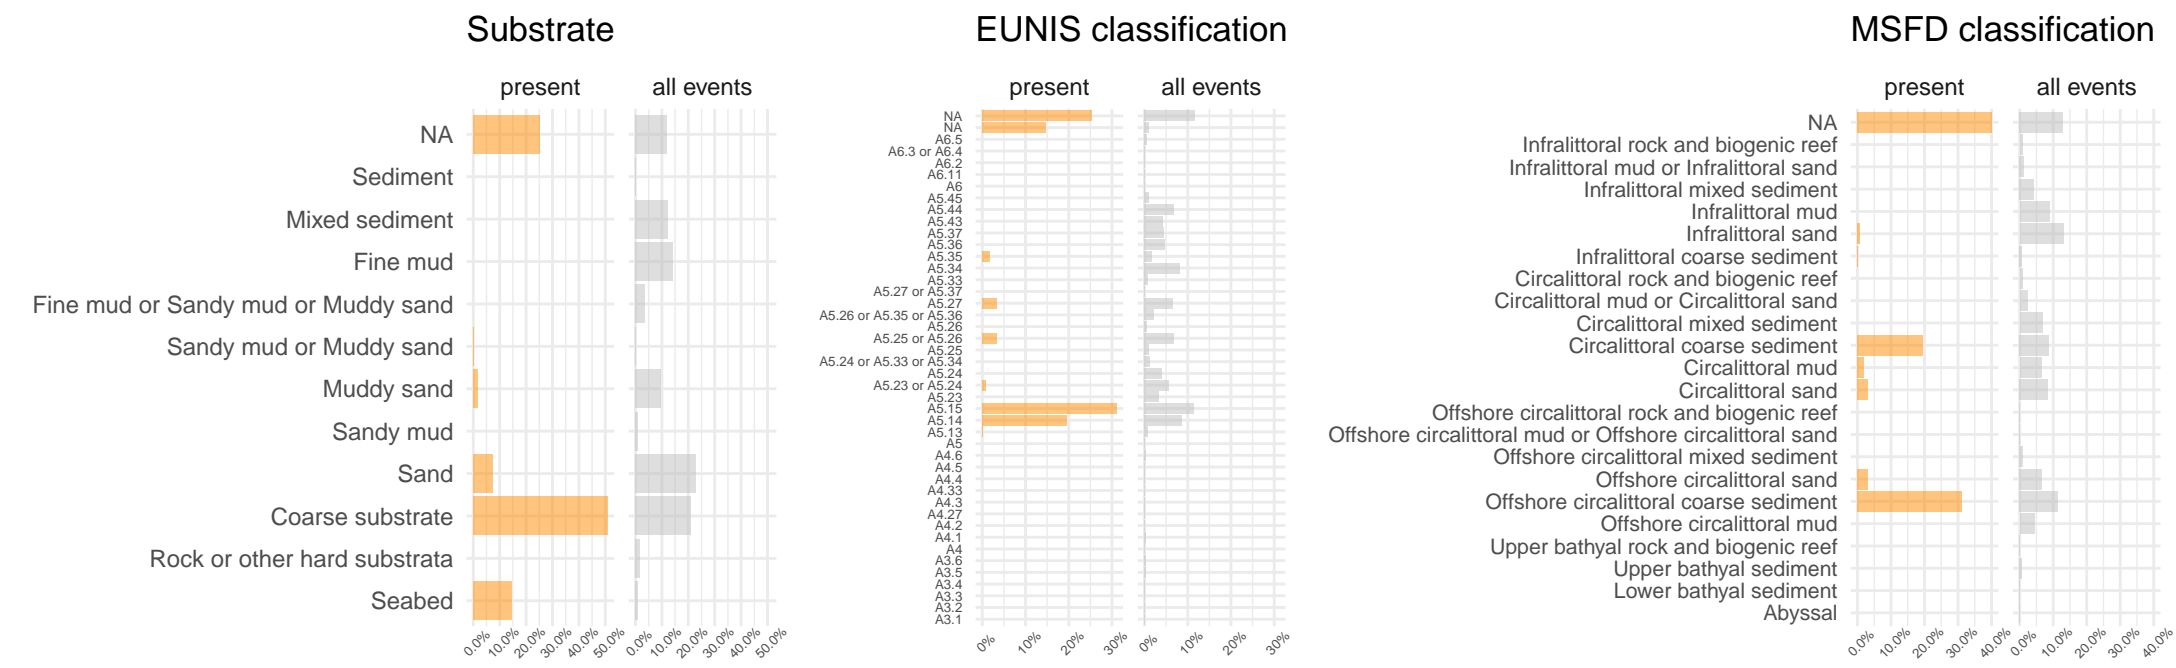 Substrate
present all events
NA
Sediment
Mixed sediment
Fine mud
Fine mud or Sandy mud or Muddy sand
Sandy mud or Muddy sand
Muddy sand
Sandy mud
Sand
Coarse substrate
Rock or other hard substrata
Seabed
0.0% 10.0% 20.0% 30.0% 40.0% 50.0% 0.0% 10.0% 20.0% 30.0% 40.0% 50.0%
EUNIS classification
present all events
NA
NA
A6.5
A6.3 or A6.4
A6.2
A6.11
A6
A5.45
A5.44
A5.43
A5.37
A5.36
A5.35
A5.34
A5.33
A5.27 or A5.37
A5.27
A5.26 or A5.35 or A5.36
A5.26
A5.25 or A5.26
A5.25
A5.24 or A5.33 or A5.34
A5.24
A5.23 or A5.24
A5.23
A5.15
A5.14
A5.13
A5
A4.6
A4.5
A4.4
A4.33
A4.3
A4.27
A4.2
A4.1
A4
A3.6
A3.5
A3.4
A3.3
A3.2
A3.1
0% 10% 20% 30% 0% 10% 20% 30%
MSFD classification
present all events
NA
Infralittoral rock and biogenic reef
Infralittoral mud or Infralittoral sand
Infralittoral mixed sediment
Infralittoral mud
Infralittoral sand
Infralittoral coarse sediment
Circalittoral rock and biogenic reef
Circalittoral mud or Circalittoral sand
Circalittoral mixed sediment
Circalittoral coarse sediment
Circalittoral mud
Circalittoral sand
Offshore circalittoral rock and biogenic reef
Offshore circalittoral mud or Offshore circalittoral sand
Offshore circalittoral mixed sediment
Offshore circalittoral sand
Offshore circalittoral coarse sediment
Offshore circalittoral mud
Upper bathyal rock and biogenic reef
Upper bathyal sediment
Lower bathyal sediment
Abyssal
0.0% 10.0% 20.0% 30.0% 40.0% 0.0% 10.0% 20.0% 30.0% 40.0%